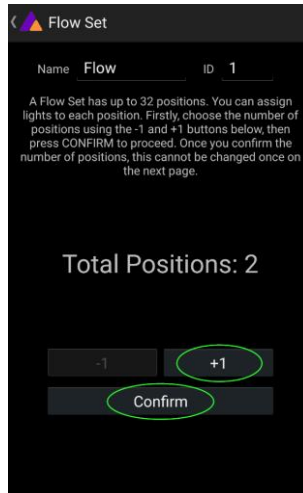 Flow Set
Name Flow ID 1
A Flow Set has up to 32 positions. You can assign
lights to each position. Firstly, choose the number of
positions using the -1 and +1 buttons below, then
press CONFIRM to proceed. Once you confirm the
number of positions, this cannot be changed once on
the next page.
Total Positions: 2
-1 +1
Confirm